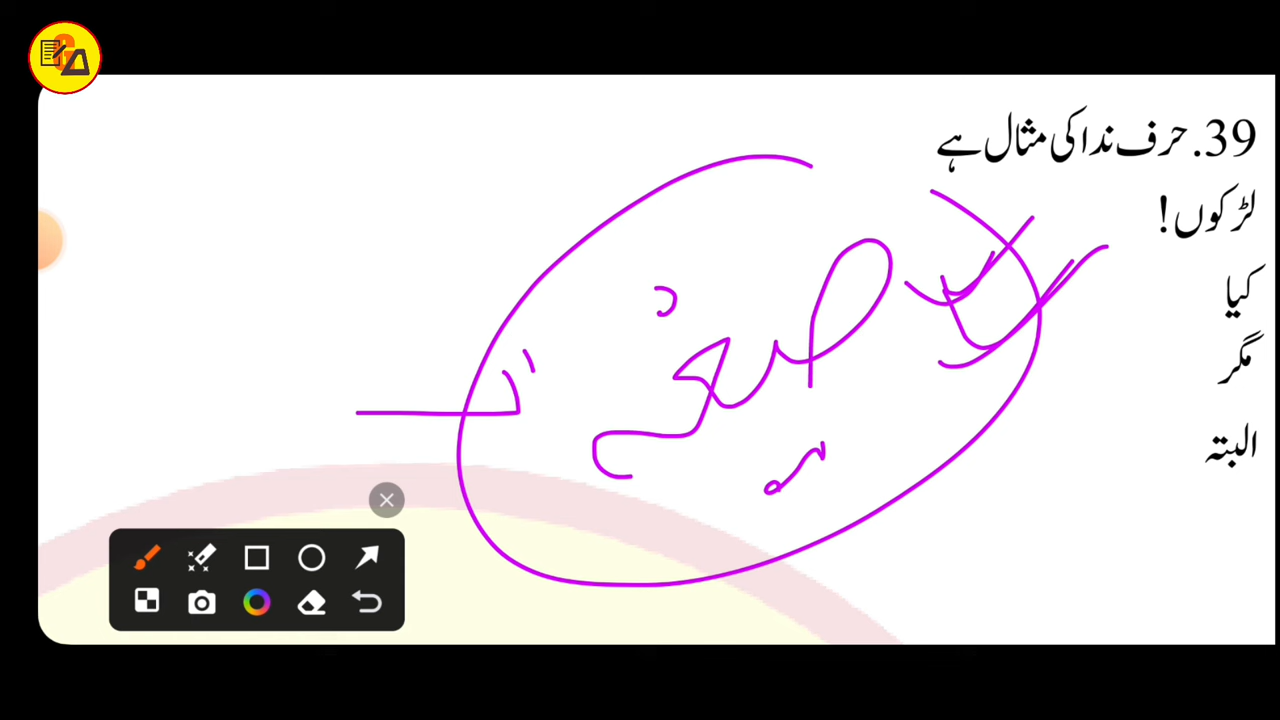 39. حرف ندا کی مثال ہے
لڑکوں!
کیا
مگر
البتہ